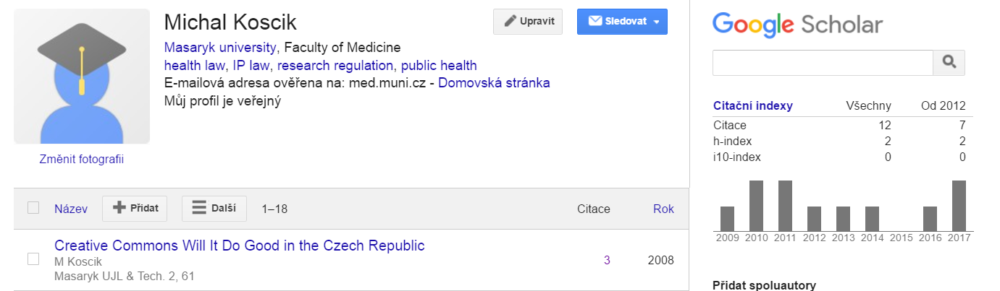 Michal Koscik
Upravit
Sledovat
Masaryk university, Faculty of Medicine
health law, IP law, research regulation, public health
E-mailová adresa ověřena na: med.muni.cz - Domovská stránka
Můj profil je veřejný
Změnit fotografii
Název Přidat Další 1–18 Citace Rok
Creative Commons Will It Do Good in the Czech Republic 3 2008
M Koscik
Masaryk UJL & Tech. 2, 61
Google Scholar
Citační indexy Všechny Od 2012
Citace 12 7
h-index 2 2
i10-index 0 0
2009 2010 2011 2012 2013 2014 2015 2016 2017
Přidat spoluautory